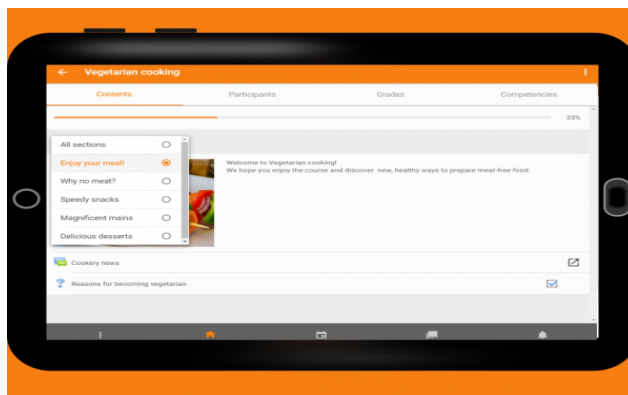 Vegetarian cooking
Contents
Participants
Grades
Competencies
33%
All sections
Enjoy your meal!
Why no meat?
Speedy snacks
Magnificent mains
Delicious desserts
Welcome to Vegetarian cooking!
We hope you enjoy the course and discover new, healthy ways to prepare meat-free food.
Cookery news
Reasons for becoming vegetarian